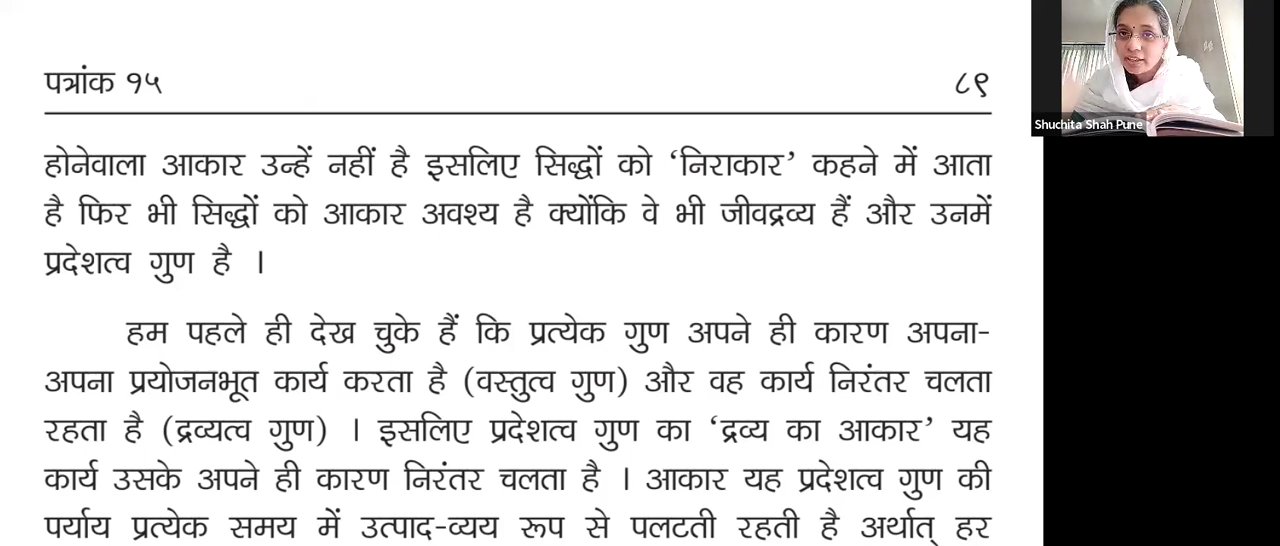 पत्रांक १५ ८९
होनेवाला आकार उन्हें नहीं है इसलिए सिद्धों को ‘निराकार’ कहने में आता
है फिर भी सिद्धों को आकार अवश्य है क्योंकि वे भी जीवद्रव्य हैं और उनमें
प्रदेशत्व गुण है ।
हम पहले ही देख चुके हैं कि प्रत्येक गुण अपने ही कारण अपना-
अपना प्रयोजनभूत कार्य करता है (वस्तुत्व गुण) और वह कार्य निरंतर चलता
रहता है (द्रव्यत्व गुण) । इसलिए प्रदेशत्व गुण का ‘द्रव्य का आकार’ यह
कार्य उसके अपने ही कारण निरंतर चलता है । आकार यह प्रदेशत्व गुण की
पर्याय प्रत्येक समय में उत्पाद-व्यय रूप से पलटती रहती है अर्थात् हर
Shuchita Shah Pune